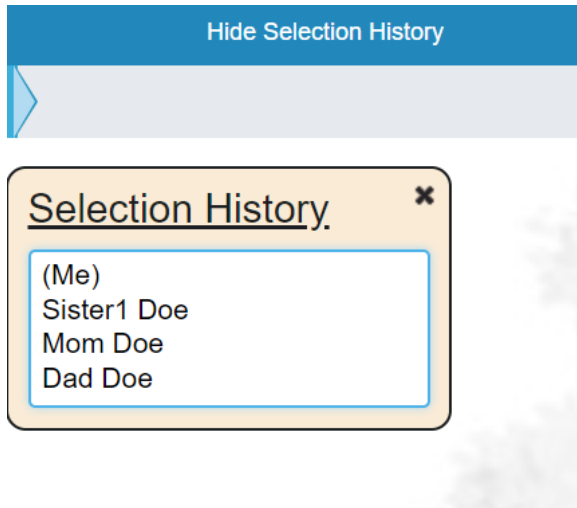 Hide Selection History
Selection History
(Me)
Sister1 Doe
Mom Doe
Dad Doe